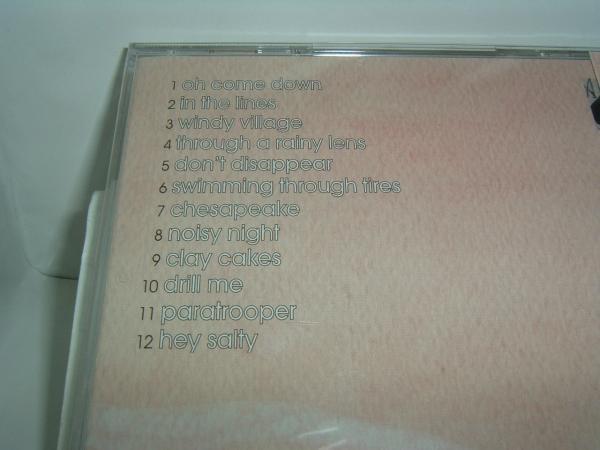 1 oh come down
2 in the lines
3 windy village
4 through a rainy lens
5 don't disappear
6 swimming through tires
7 chesapeake
8 noisy night
9 clay cakes
10 drill me
11 paratrooper
12 hey salty